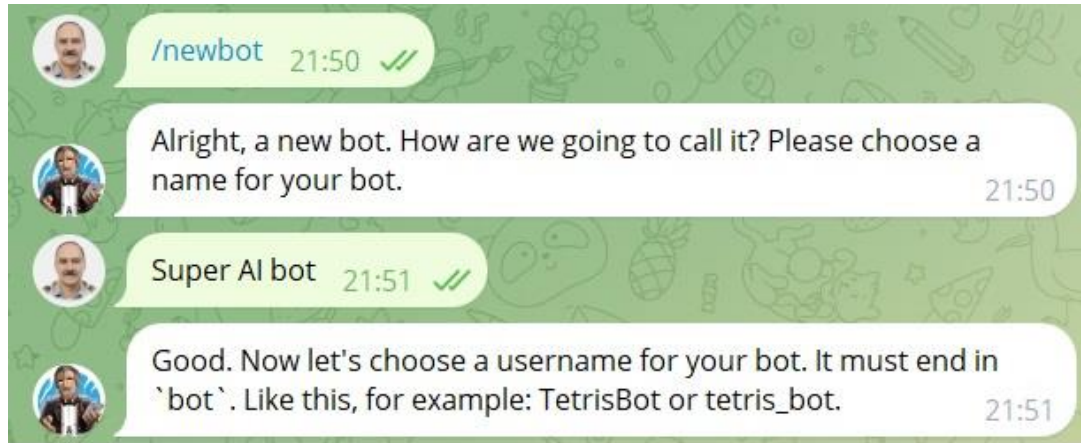 /newbot 21:50
Alright, a new bot. How are we going to call it? Please choose a
name for your bot.
21:50
Super AI bot 21:51
Good. Now let's choose a username for your bot. It must end in
`bot`. Like this, for example: TetrisBot or tetris_bot.
21:51